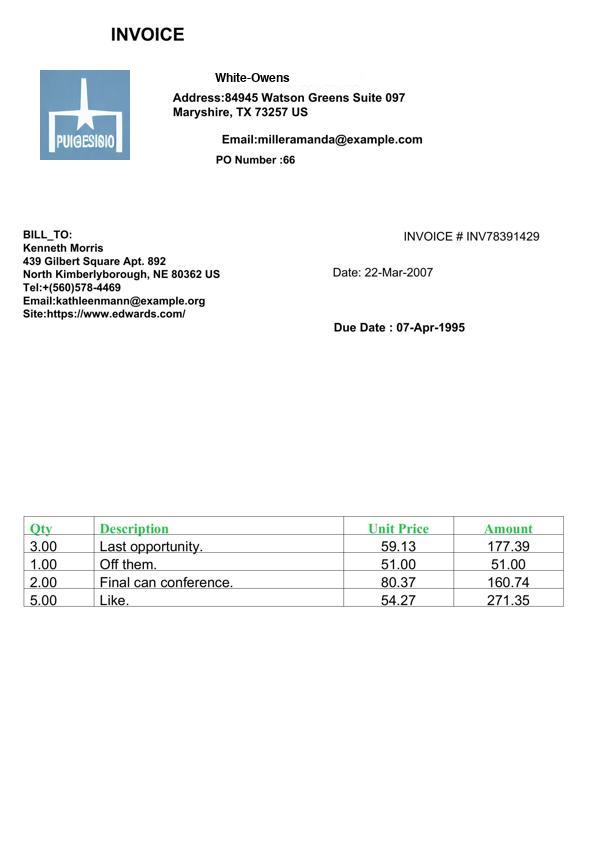 INVOICE
White-Owens
PUIGESISIO
Address:84945 Watson Greens Suite 097
Maryshire, TX 73257 US
Email:milleramanda@example.com
PO Number :66
BILL_TO:
Kenneth Morris
439 Gilbert Square Apt. 892
North Kimberlyborough, NE 80362 US
Tel:+(560)578-4469
Email:kathleenmann@example.org
Site:https://www.edwards.com/
INVOICE # INV78391429
Date: 22-Mar-2007
Due Date : 07-Apr-1995
Qty Description Unit Price Amount
3.00 Last opportunity. 59.13 177.39
1.00 Off them. 51.00 51.00
2.00 Final can conference. 80.37 160.74
5.00 Like. 54.27 271.35